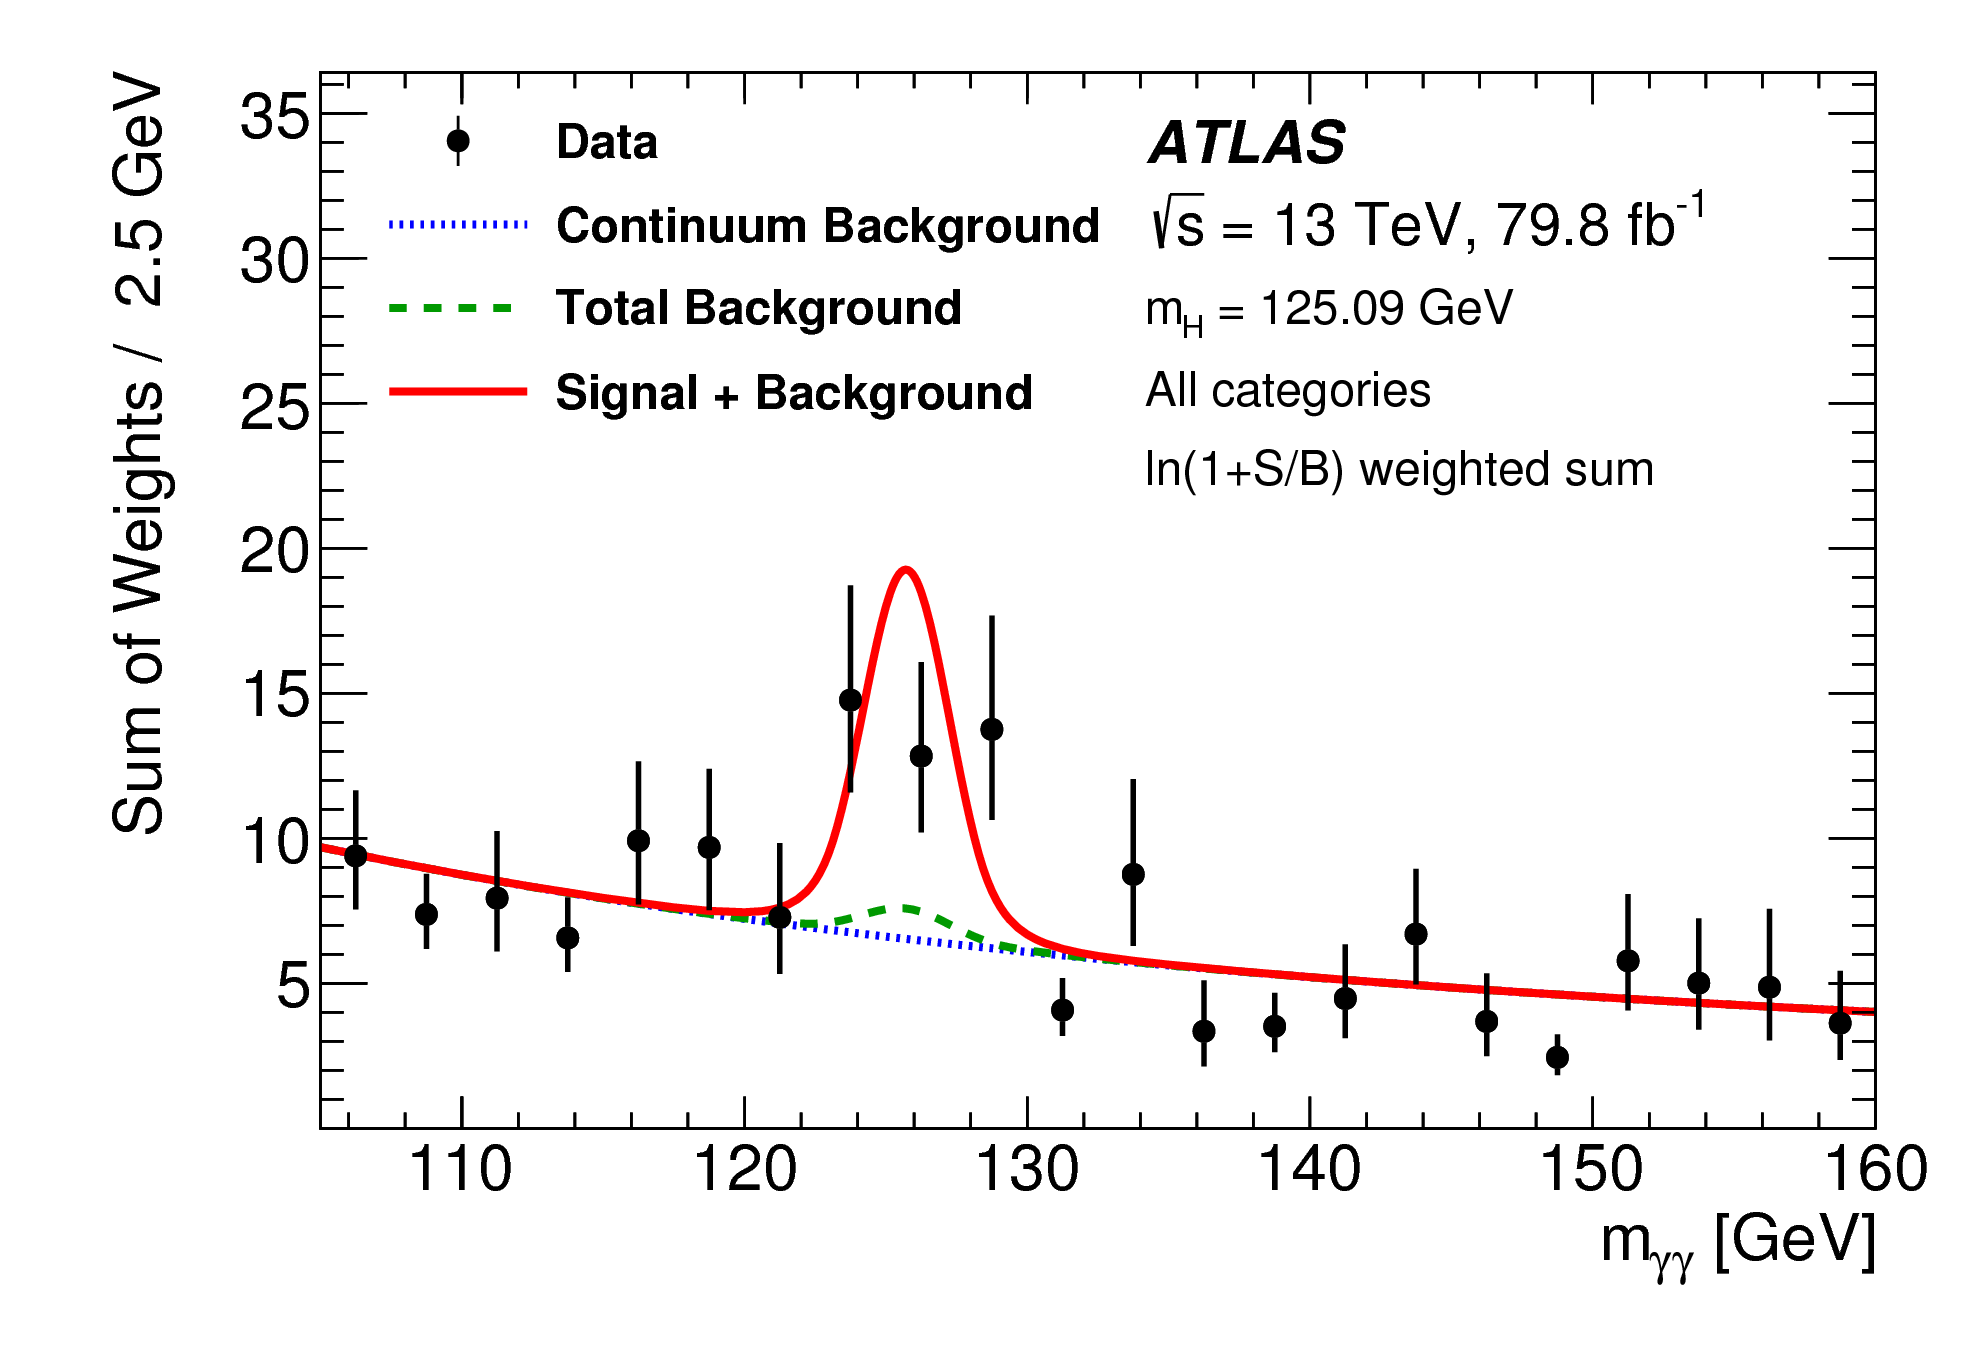 Sum of Weights / 2.5 GeV
35
30
25
20
15
10
5
Data
Continuum Background
Total Background
Signal + Background
ATLAS
√s = 13 TeV, 79.8 fb⁻¹
m_H = 125.09 GeV
All categories
ln(1+S/B) weighted sum
110 120 130 140 150 160
m_γγ [GeV]